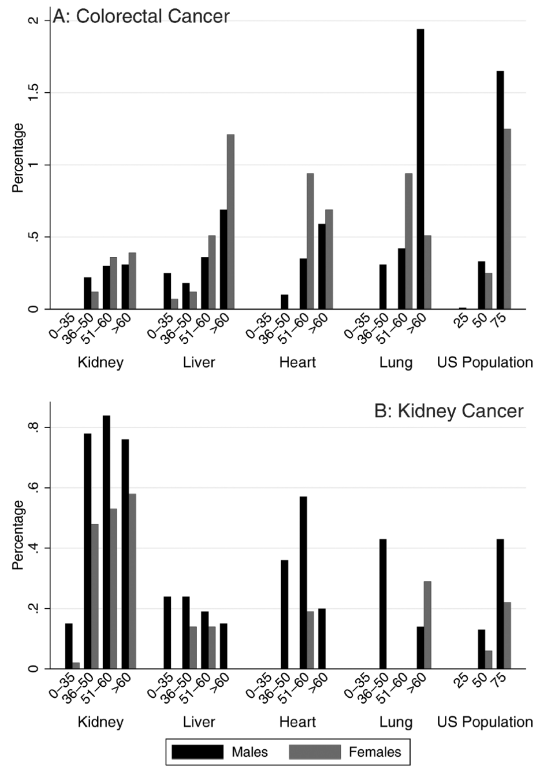 A: Colorectal Cancer
Percentage
2
1.5
1
.5
0
0–35 36–50 51–60 >60 0–35 36–50 51–60 >60 0–35 36–50 51–60 >60 0–35 36–50 51–60 >60 25 50 75
Kidney Liver Heart Lung US Population
B: Kidney Cancer
Percentage
.8
.6
.4
.2
0
0–35 36–50 51–60 >60 0–35 36–50 51–60 >60 0–35 36–50 51–60 >60 0–35 36–50 51–60 >60 25 50 75
Kidney Liver Heart Lung US Population
Males Females